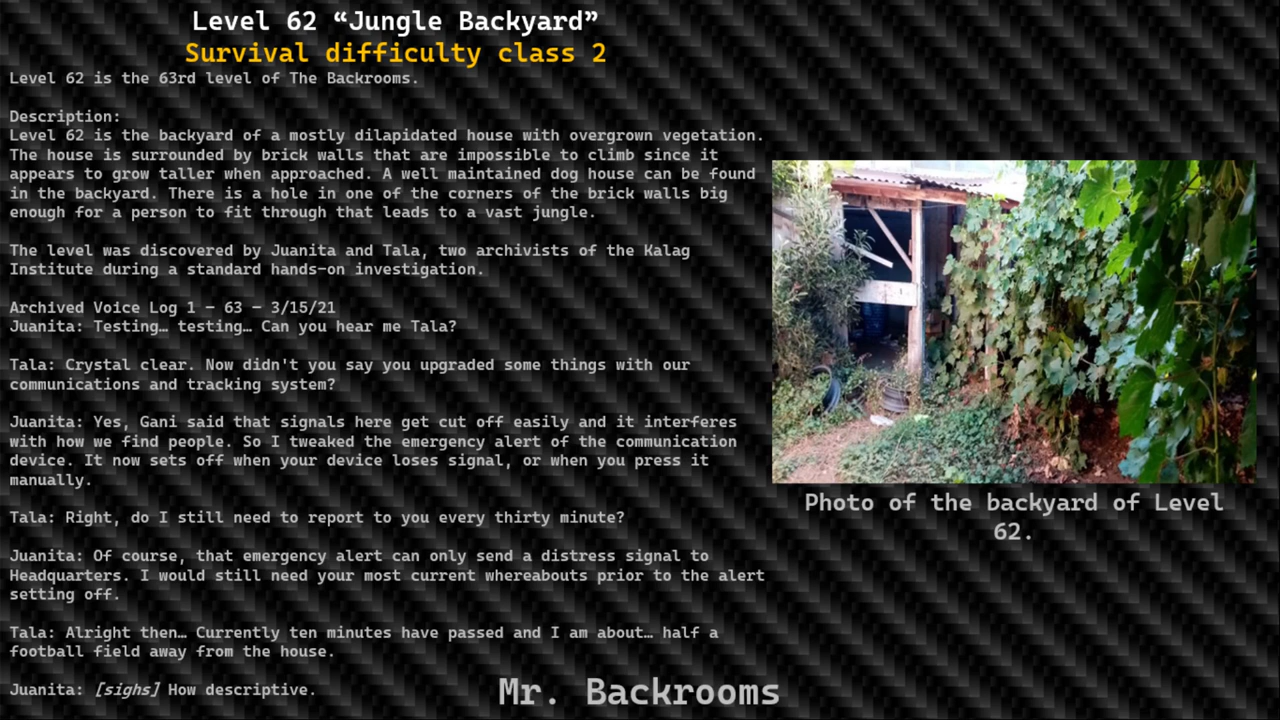 Level 62 “Jungle Backyard”
Survival difficulty class 2
Level 62 is the 63rd level of The Backrooms.
Description:
Level 62 is the backyard of a mostly dilapidated house with overgrown vegetation.
The house is surrounded by brick walls that are impossible to climb since it
appears to grow taller when approached. A well maintained dog house can be found
in the backyard. There is a hole in one of the corners of the brick walls big
enough for a person to fit through that leads to a vast jungle.
The level was discovered by Juanita and Tala, two archivists of the Kalag
Institute during a standard hands-on investigation.
Archived Voice Log 1 – 63 – 3/15/21
Juanita: Testing… testing… Can you hear me Tala?
Tala: Crystal clear. Now didn't you say you upgraded some things with our
communications and tracking system?
Juanita: Yes, Gani said that signals here get cut off easily and it interferes
with how we find people. So I tweaked the emergency alert of the communication
device. It now sets off when your device loses signal, or when you press it
manually.
Tala: Right, do I still need to report to you every thirty minute?
Juanita: Of course, that emergency alert can only send a distress signal to
Headquarters. I would still need your most current whereabouts prior to the alert
setting off.
Tala: Alright then… Currently ten minutes have passed and I am about… half a
football field away from the house.
Juanita: [sighs] How descriptive.
Photo of the backyard of Level
62.
Mr. Backrooms